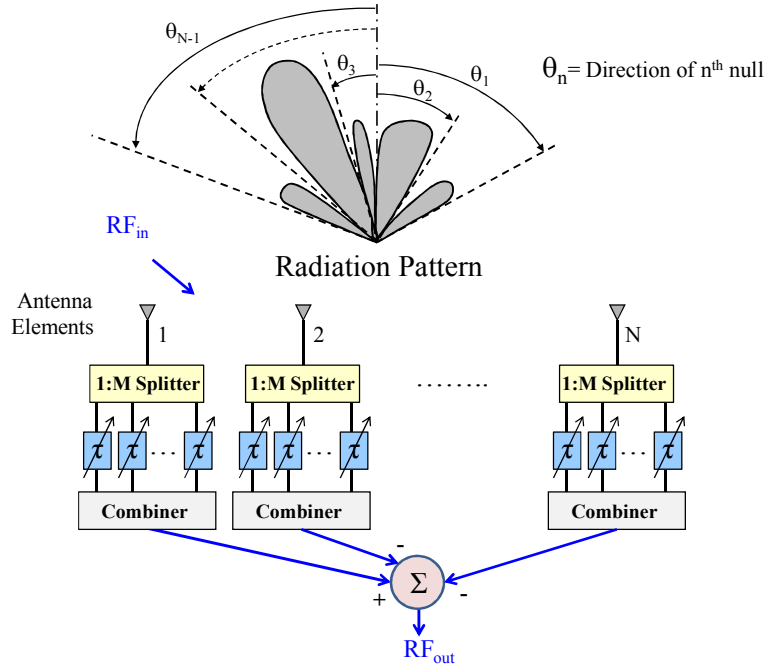 θN-1
θ3
θ1
θ2
θn= Direction of nth null
RFin
Radiation Pattern
Antenna
Elements
1
2
N
1:M Splitter
1:M Splitter
........
1:M Splitter
τ τ ... τ
τ τ ... τ
τ τ ... τ
Combiner
Combiner
Combiner
-
Σ
+
-
RFout